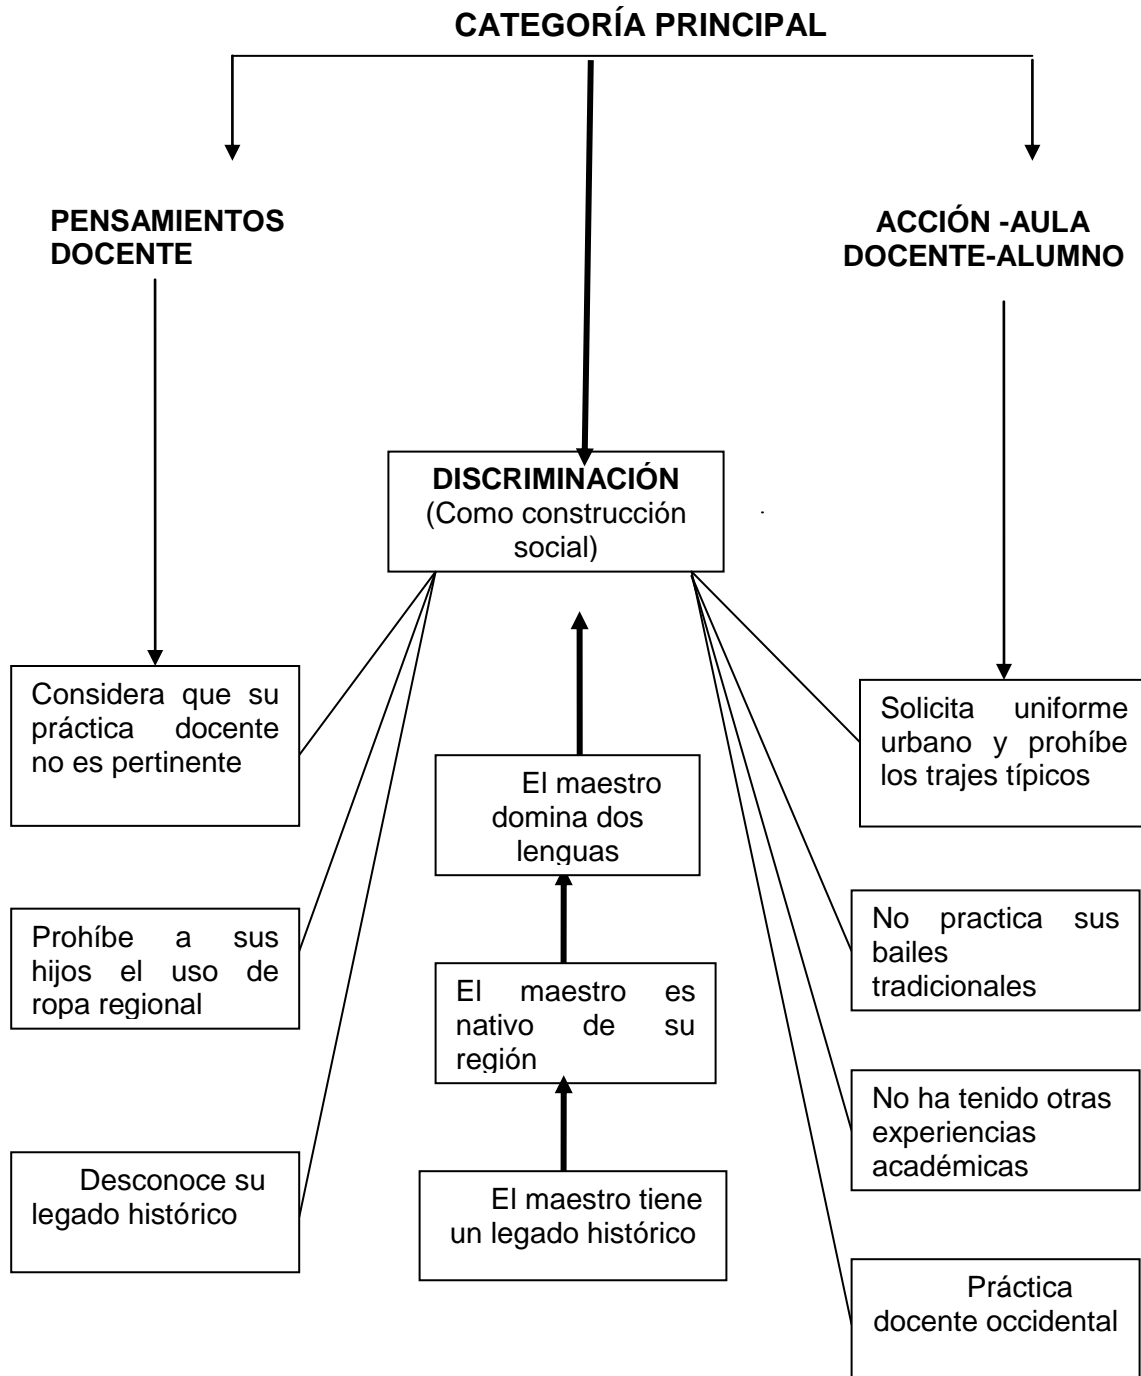 CATEGORÍA PRINCIPAL
PENSAMIENTOS
DOCENTE
ACCIÓN -AULA
DOCENTE-ALUMNO
DISCRIMINACIÓN
(Como construcción
social)
Considera que su
práctica docente
no es pertinente
Prohíbe a sus
hijos el uso de
ropa regional
Desconoce su
legado histórico
El maestro
domina dos
lenguas
El maestro es
nativo de su
región
El maestro tiene
un legado histórico
Solicita uniforme
urbano y prohíbe
los trajes típicos
No practica sus
bailes
tradicionales
No ha tenido otras
experiencias
académicas
Práctica
docente occidental